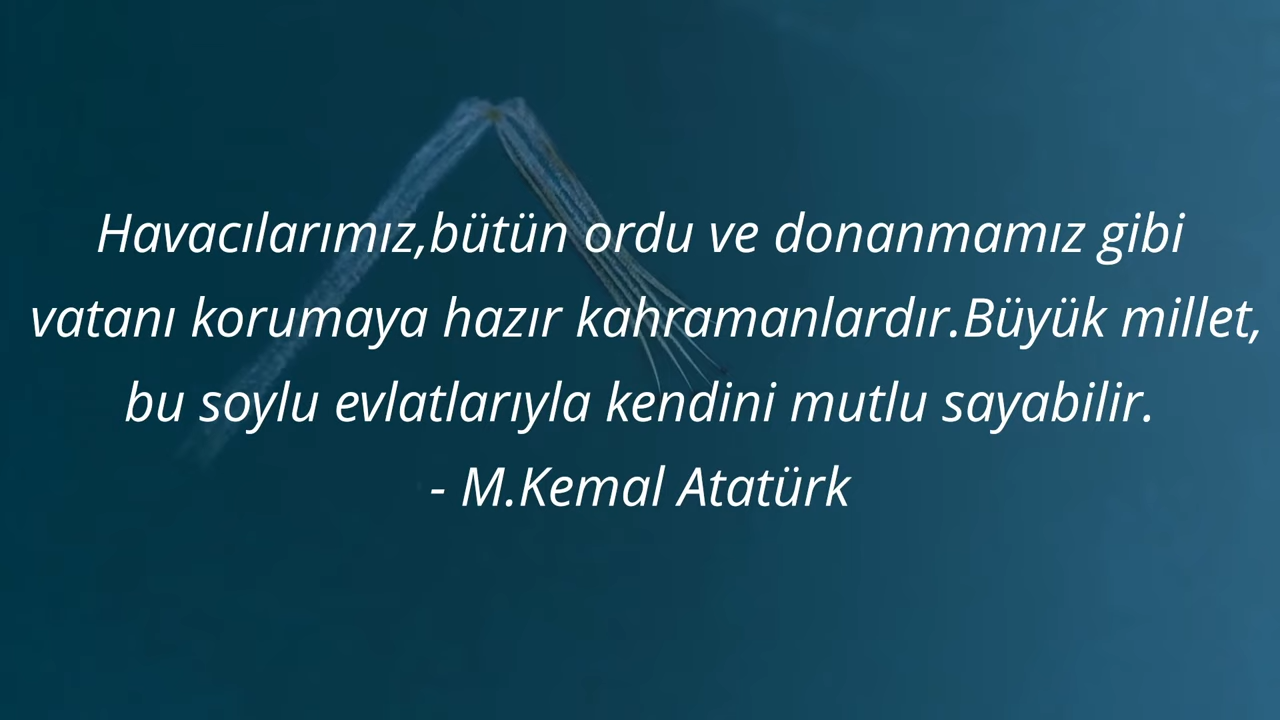 Havacılarımız,bütün ordu ve donanmamız gibi
vatanı korumaya hazır kahramanlardır.Büyük millet,
bu soylu evlatlarıyla kendini mutlu sayabilir.
- M.Kemal Atatürk